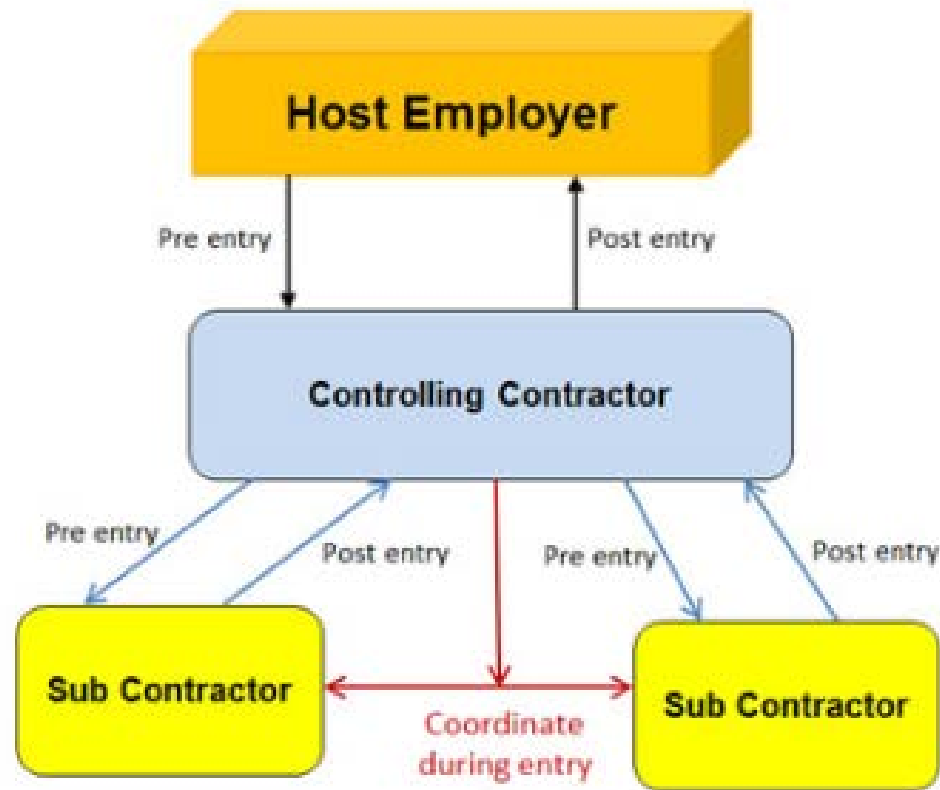 Host Employer
Pre entry
Post entry
Controlling Contractor
Pre entry
Post entry
Pre entry
Post entry
Sub Contractor
Sub Contractor
Coordinate
during entry